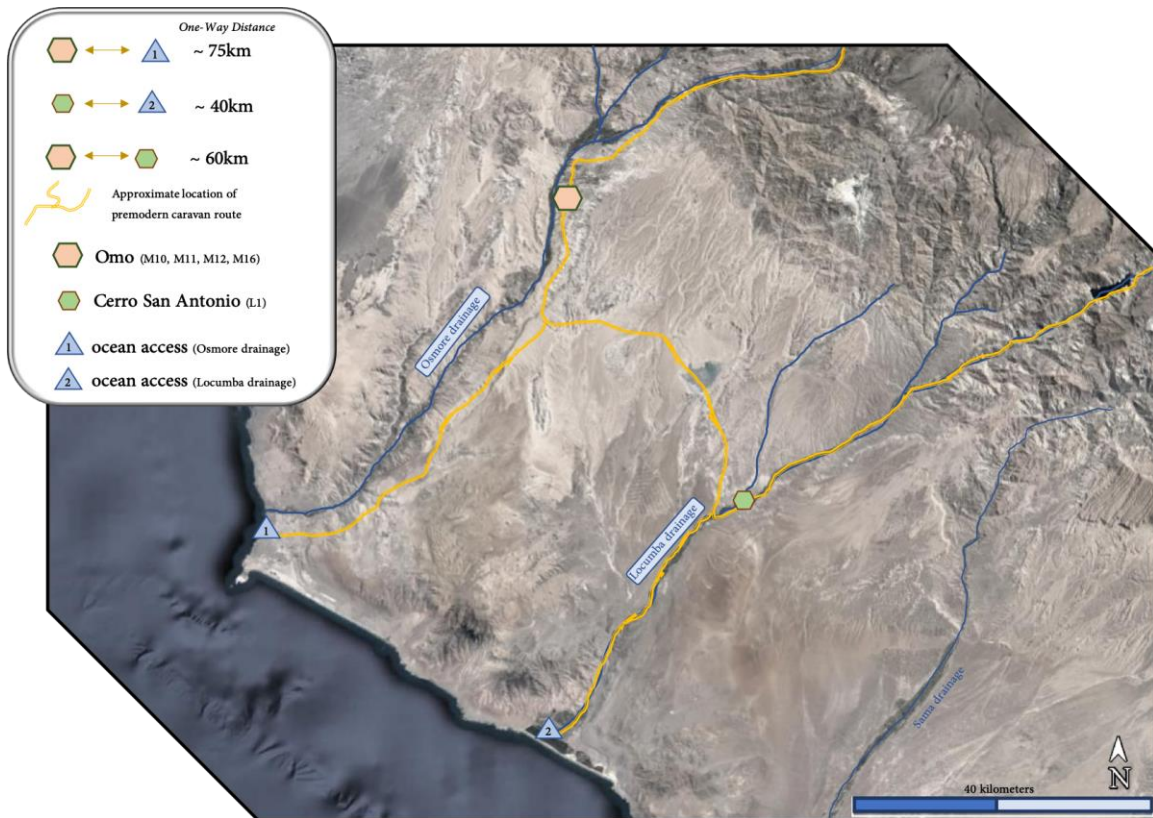 One-Way Distance
1 ~ 75km
2 ~ 40km
~ 60km
Approximate location of
premodern caravan route
Omo (M10, M11, M12, M16)
Cerro San Antonio (L1)
1 ocean access (Osmore drainage)
2 ocean access (Locumba drainage)
Osmore drainage
Locumba drainage
Sama drainage
1
2
N
40 kilometers